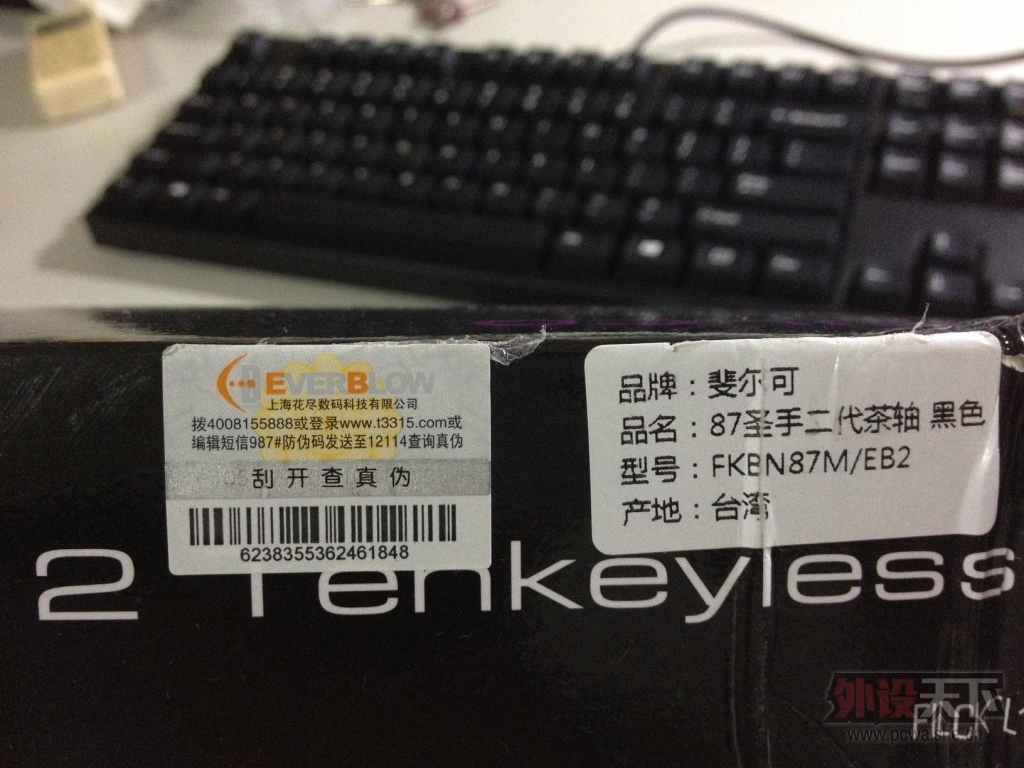 EVERBLOW
上海花尽数码科技有限公司
拨4008155888或登录www.t3315.com或
编辑短信987#防伪码发送至12114查询真伪
刮开查真伪
6238355362461848
品牌：斐尔可
品名：87圣手二代茶轴 黑色
型号：FKBN87M/EB2
产地：台湾
2 Tenkeyless
外设天下
www.pcwaishe.cn